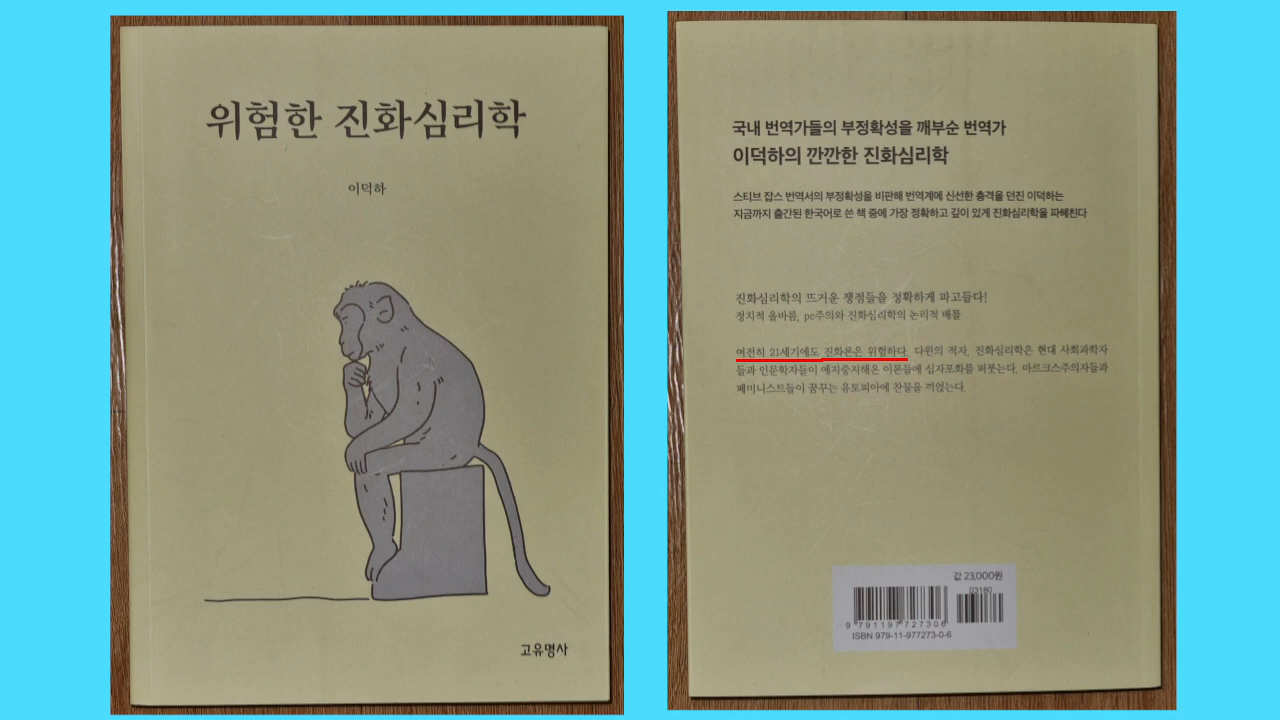 위험한 진화심리학
이덕하
고유명사
국내 번역가들의 부정확성을 깨부순 번역가
이덕하의 깐깐한 진화심리학
스티브 잡스 번역서의 부정확성을 비판해 번역계에 신선한 충격을 던진 이덕하는
지금까지 출간된 한국어로 쓴 책 중에 가장 정확하고 깊이 있게 진화심리학을 파헤친다
진화심리학의 뜨거운 쟁점들을 정확하게 파고들다!
정치적 올바름, pc주의와 진화심리학의 논리적 배틀
여전히 21세기에도 진화론은 위험하다. 다윈의 적자, 진화심리학은 현대 사회과학자
들과 인문학자들이 애지중지해온 이론들에 십자포화를 퍼붓는다. 마르크스주의자들과
페미니스트들이 꿈꾸는 유토피아에 찬물을 끼얹는다.
값 23,000원
03180
9 791197 727306
ISBN 979-11-977273-0-6